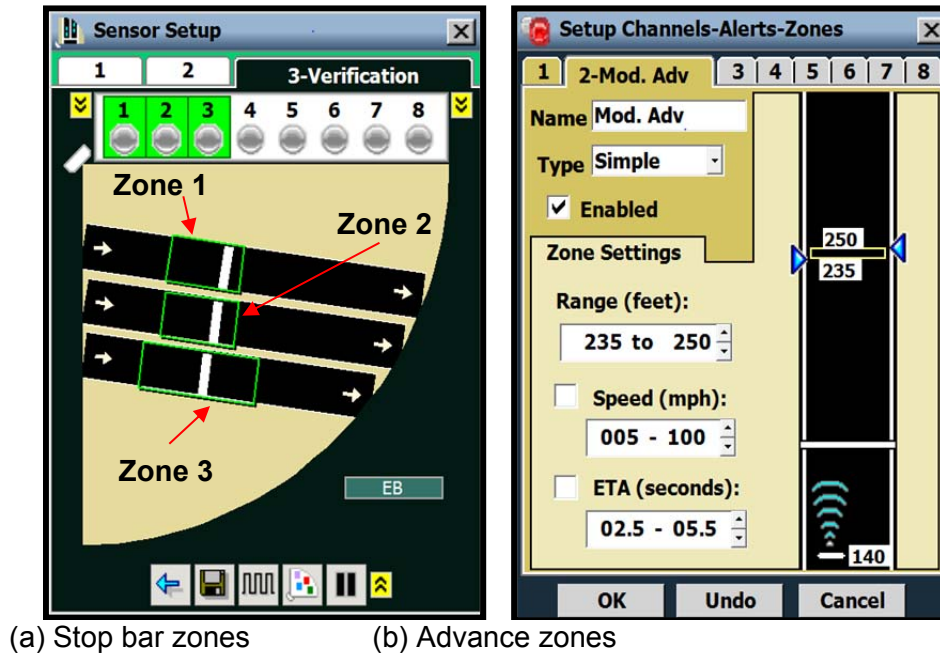 Sensor Setup
1 2 3-Verification
1 2 3 4 5 6 7 8
Zone 1
Zone 2
Zone 3
EB
(a) Stop bar zones
Setup Channels-Alerts-Zones
1 2-Mod. Adv 3 4 5 6 7 8
Name Mod. Adv
Type Simple
Enabled
Zone Settings
Range (feet):
235 to 250
Speed (mph):
005 - 100
ETA (seconds):
02.5 - 05.5
250
235
140
OK Undo Cancel
(b) Advance zones